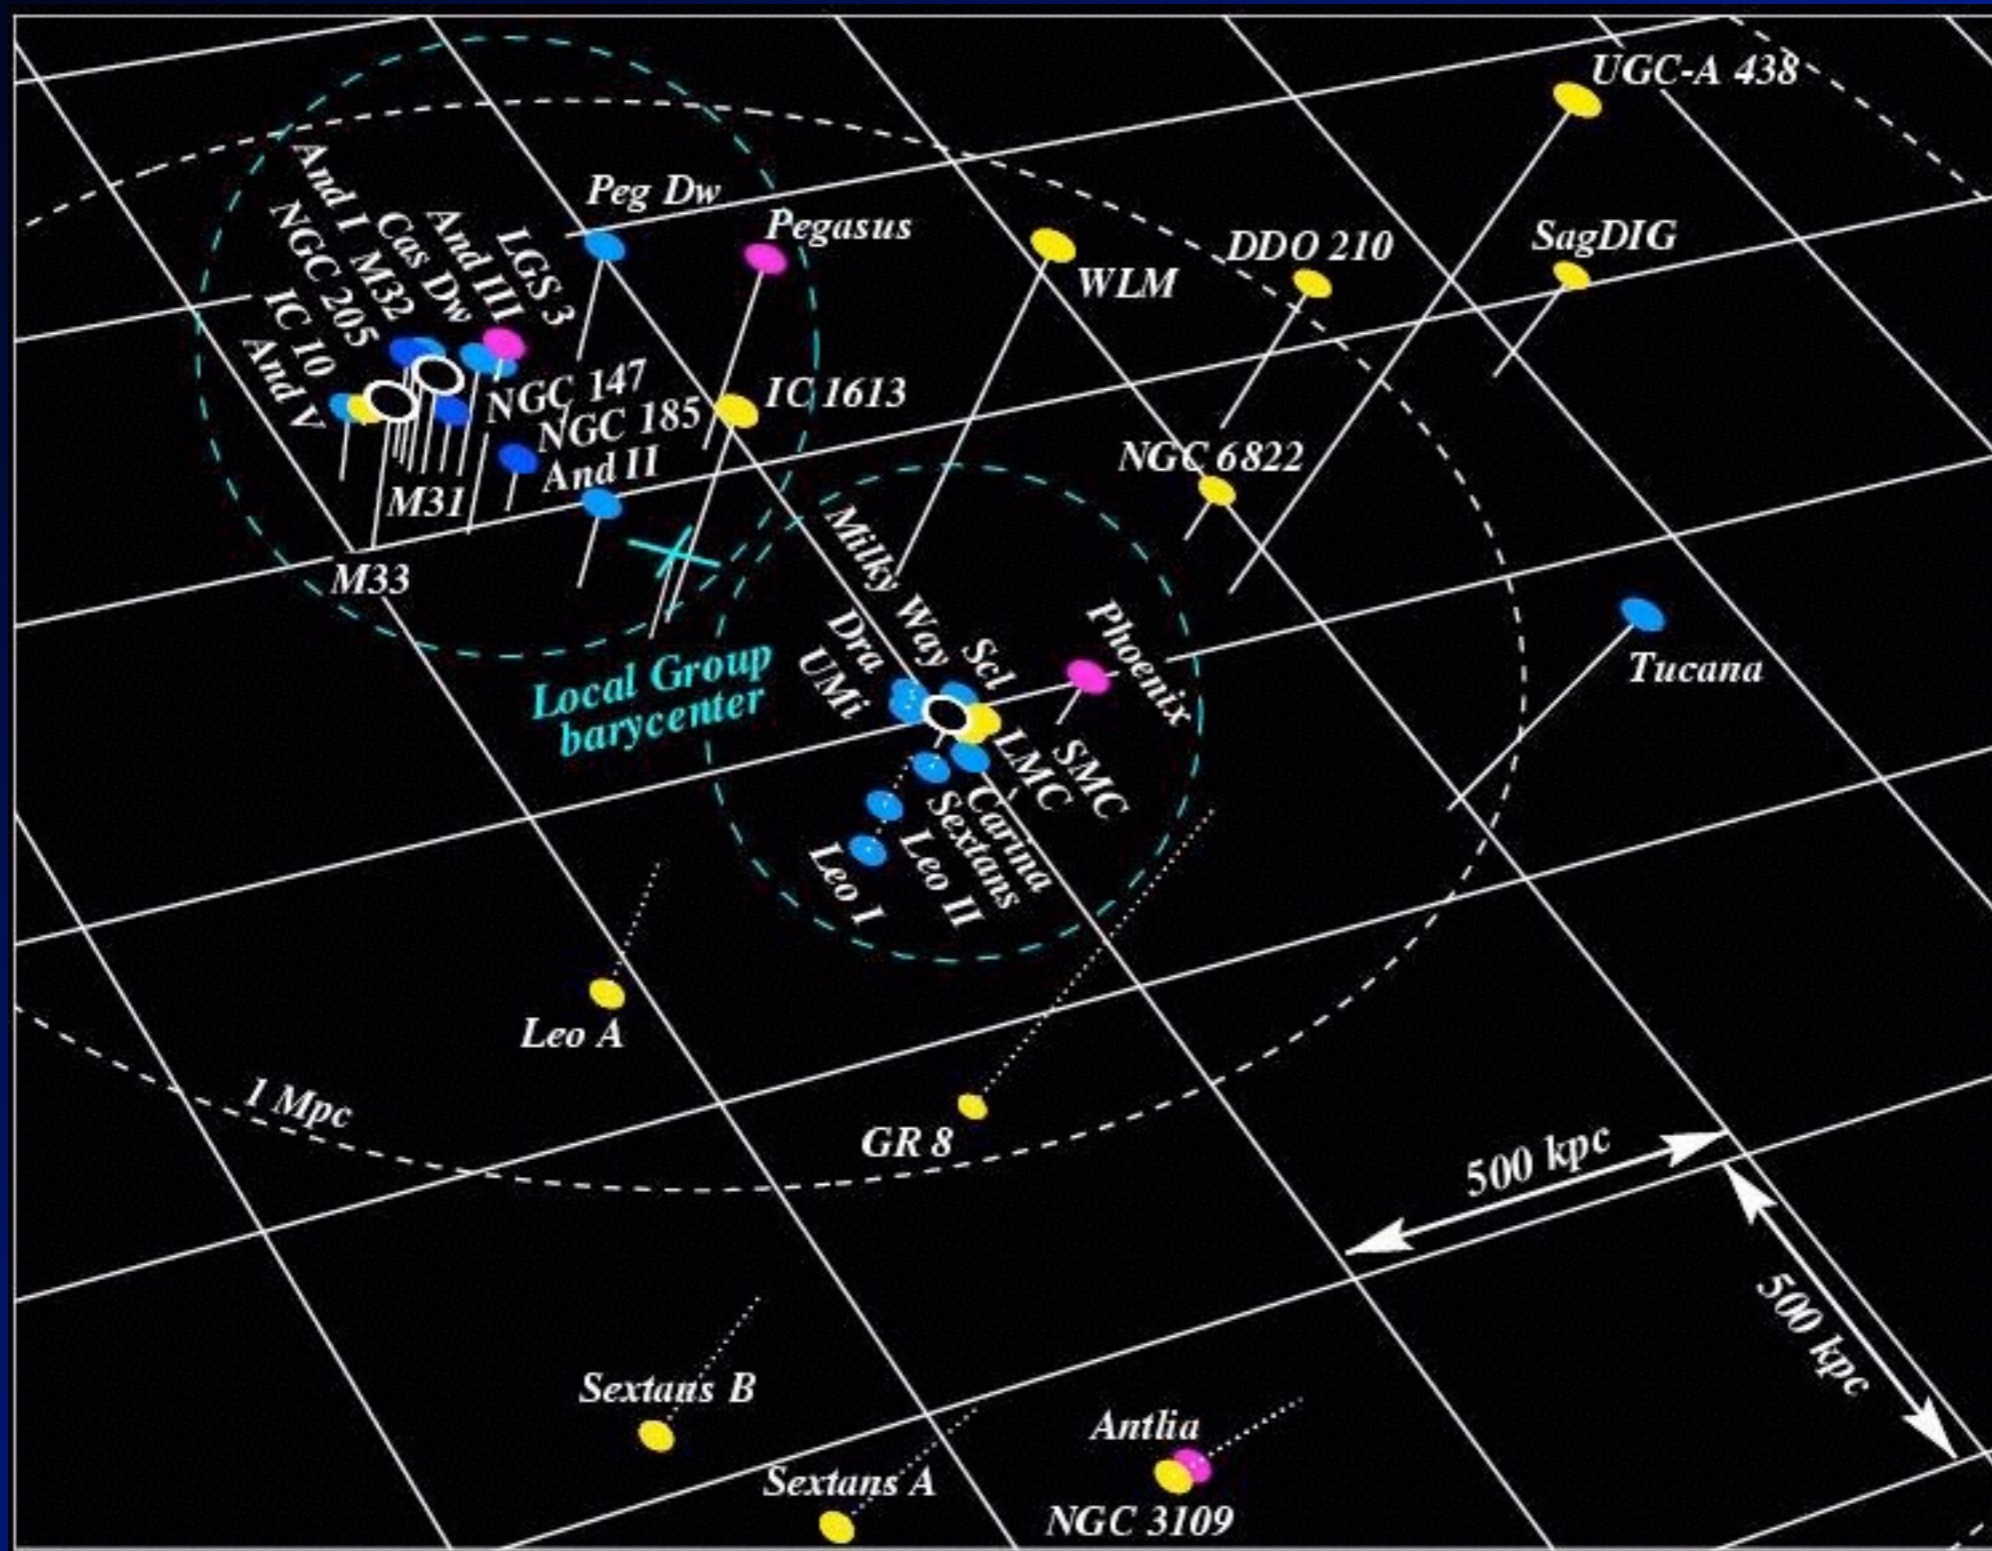 UGC-A 438
Peg Dw
Pegasus
SagDIG
DDO 210
WLM
And I
M32
NGC 205
Cas Dw
And III
LGS 3
IC 10
And V
NGC 147
NGC 185
And II
IC 1613
M31
NGC 6822
M33
Milky Way
Dra
UMi
Scl
Phoenix
Tucana
Local Group
barycenter
SMC
LMC
Carina
Sextans
Leo II
Leo I
Leo A
1 Mpc
GR 8
500 kpc
500 kpc
Sextans B
Antlia
Sextans A
NGC 3109